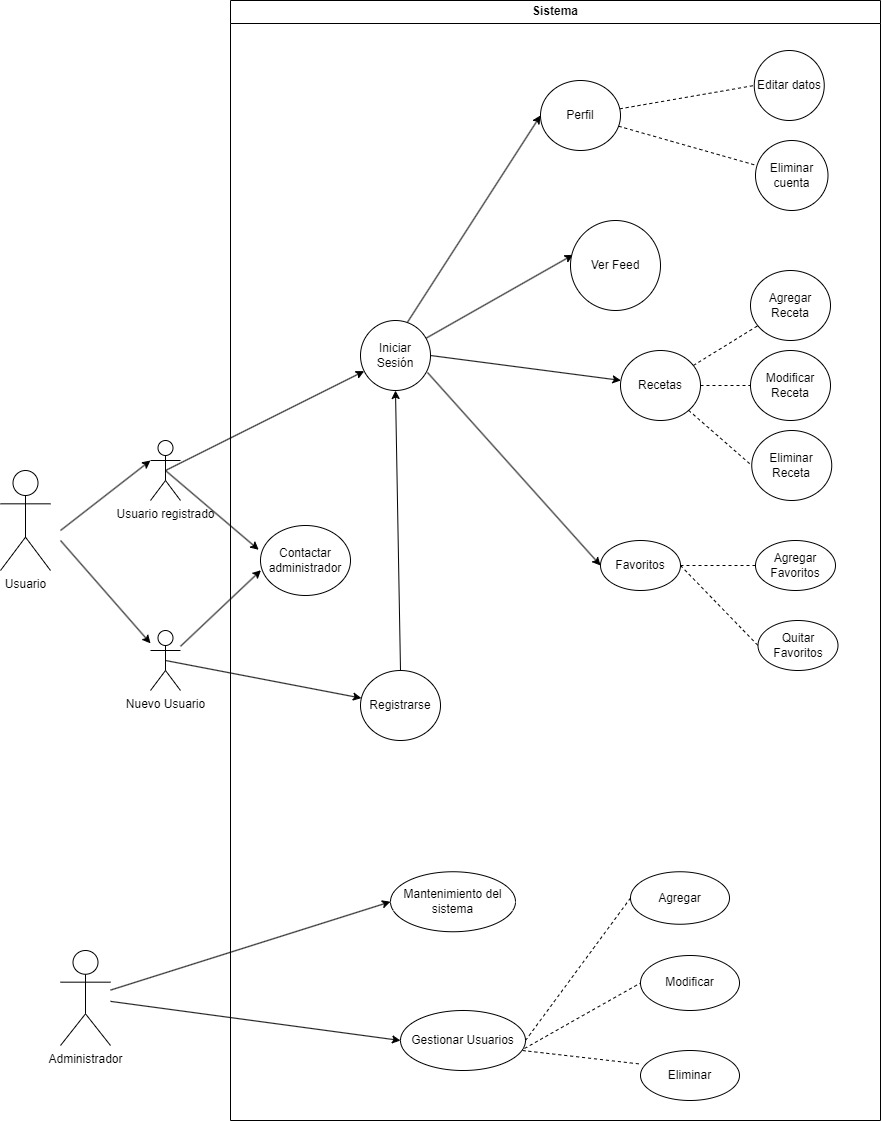 Sistema
Editar datos
Perfil
Eliminar
cuenta
Ver Feed
Agregar
Receta
Iniciar
Sesión
Recetas
Modificar
Receta
Eliminar
Receta
Usuario registrado
Contactar
administrador
Favoritos
Agregar
Favoritos
Usuario
Quitar
Favoritos
Nuevo Usuario
Registrarse
Mantenimiento del
sistema
Agregar
Modificar
Gestionar Usuarios
Administrador
Eliminar